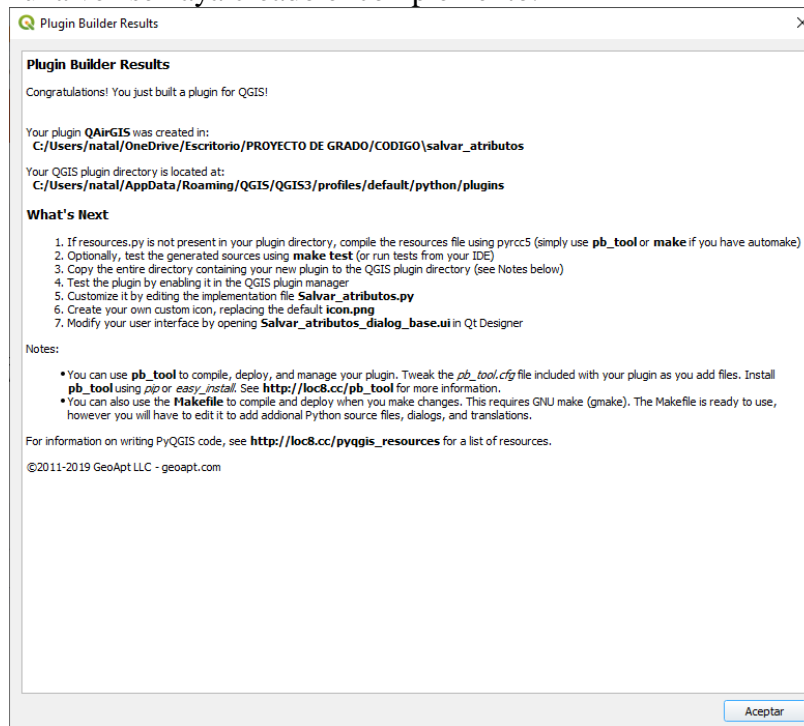 Plugin Builder Results
Plugin Builder Results
Congratulations! You just built a plugin for QGIS!
Your plugin QAirGIS was created in:
C:/Users/natal/OneDrive/Escritorio/PROYECTO DE GRADO/CODIGO\salvar_atributos
Your QGIS plugin directory is located at:
C:/Users/natal/AppData/Roaming/QGIS/QGIS3/profiles/default/python/plugins
What's Next
1. If resources.py is not present in your plugin directory, compile the resources file using pyrcc5 (simply use pb_tool or make if you have automake)
2. Optionally, test the generated sources using make test (or run tests from your IDE)
3. Copy the entire directory containing your new plugin to the QGIS plugin directory (see Notes below)
4. Test the plugin by enabling it in the QGIS plugin manager
5. Customize it by editing the implementation file Salvar_atributos.py
6. Create your own custom icon, replacing the default icon.png
7. Modify your user interface by opening Salvar_atributos_dialog_base.ui in Qt Designer
Notes:
• You can use pb_tool to compile, deploy, and manage your plugin. Tweak the pb_tool.cfg file included with your plugin as you add files. Install
pb_tool using pip or easy_install. See http://loc8.cc/pb_tool for more information.
• You can also use the Makefile to compile and deploy when you make changes. This requires GNU make (gmake). The Makefile is ready to use,
however you will have to edit it to add addional Python source files, dialogs, and translations.
For information on writing PyQGIS code, see http://loc8.cc/pyqgis_resources for a list of resources.
©2011-2019 GeoApt LLC - geoapt.com
Aceptar